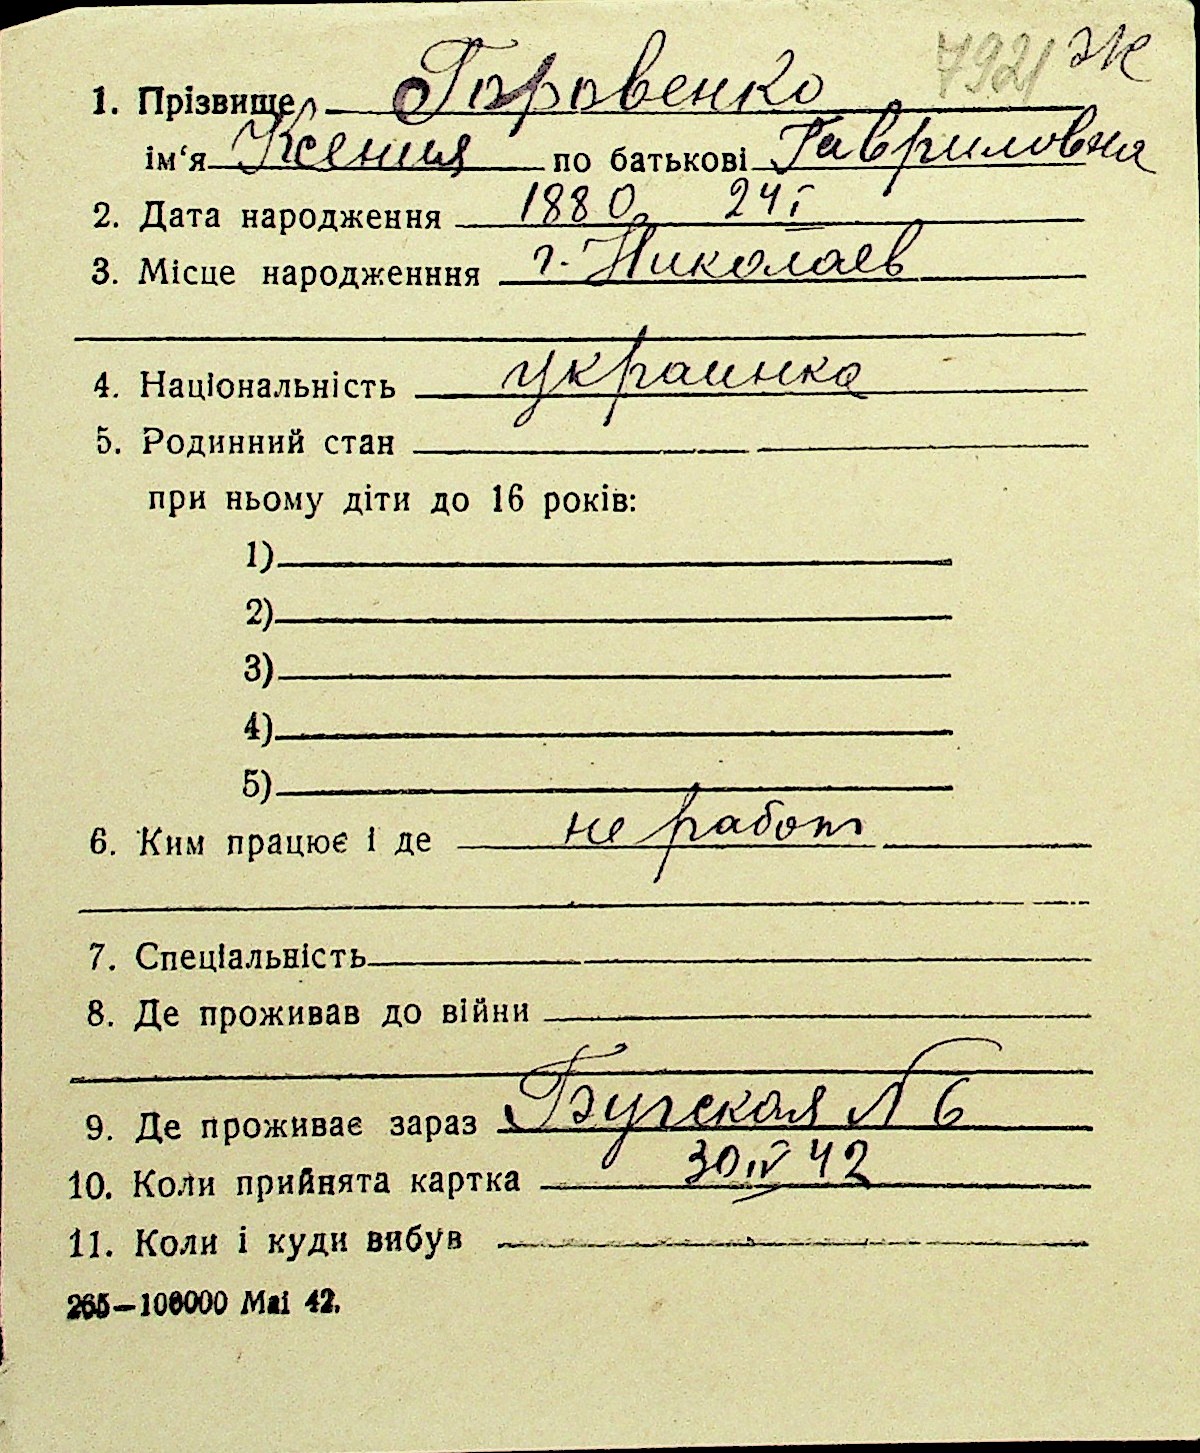 7921 ЭК
1. Прізвище Горовенко
ім‘я Ксения по батькові Гавриловна
2. Дата народження 1880 24 I
3. Місце народженння г. Николаев
4. Національність украинка
5. Родинний стан
при ньому діти до 16 років:
1)
2)
3)
4)
5)
6. Ким працює і де не работ
7. Спеціальність
8. Де проживав до війни
9. Де проживає зараз Бугская № 6
10. Коли прийнята картка 30 IV 42
11. Коли і куди вибув
265—100000 Mai 42.